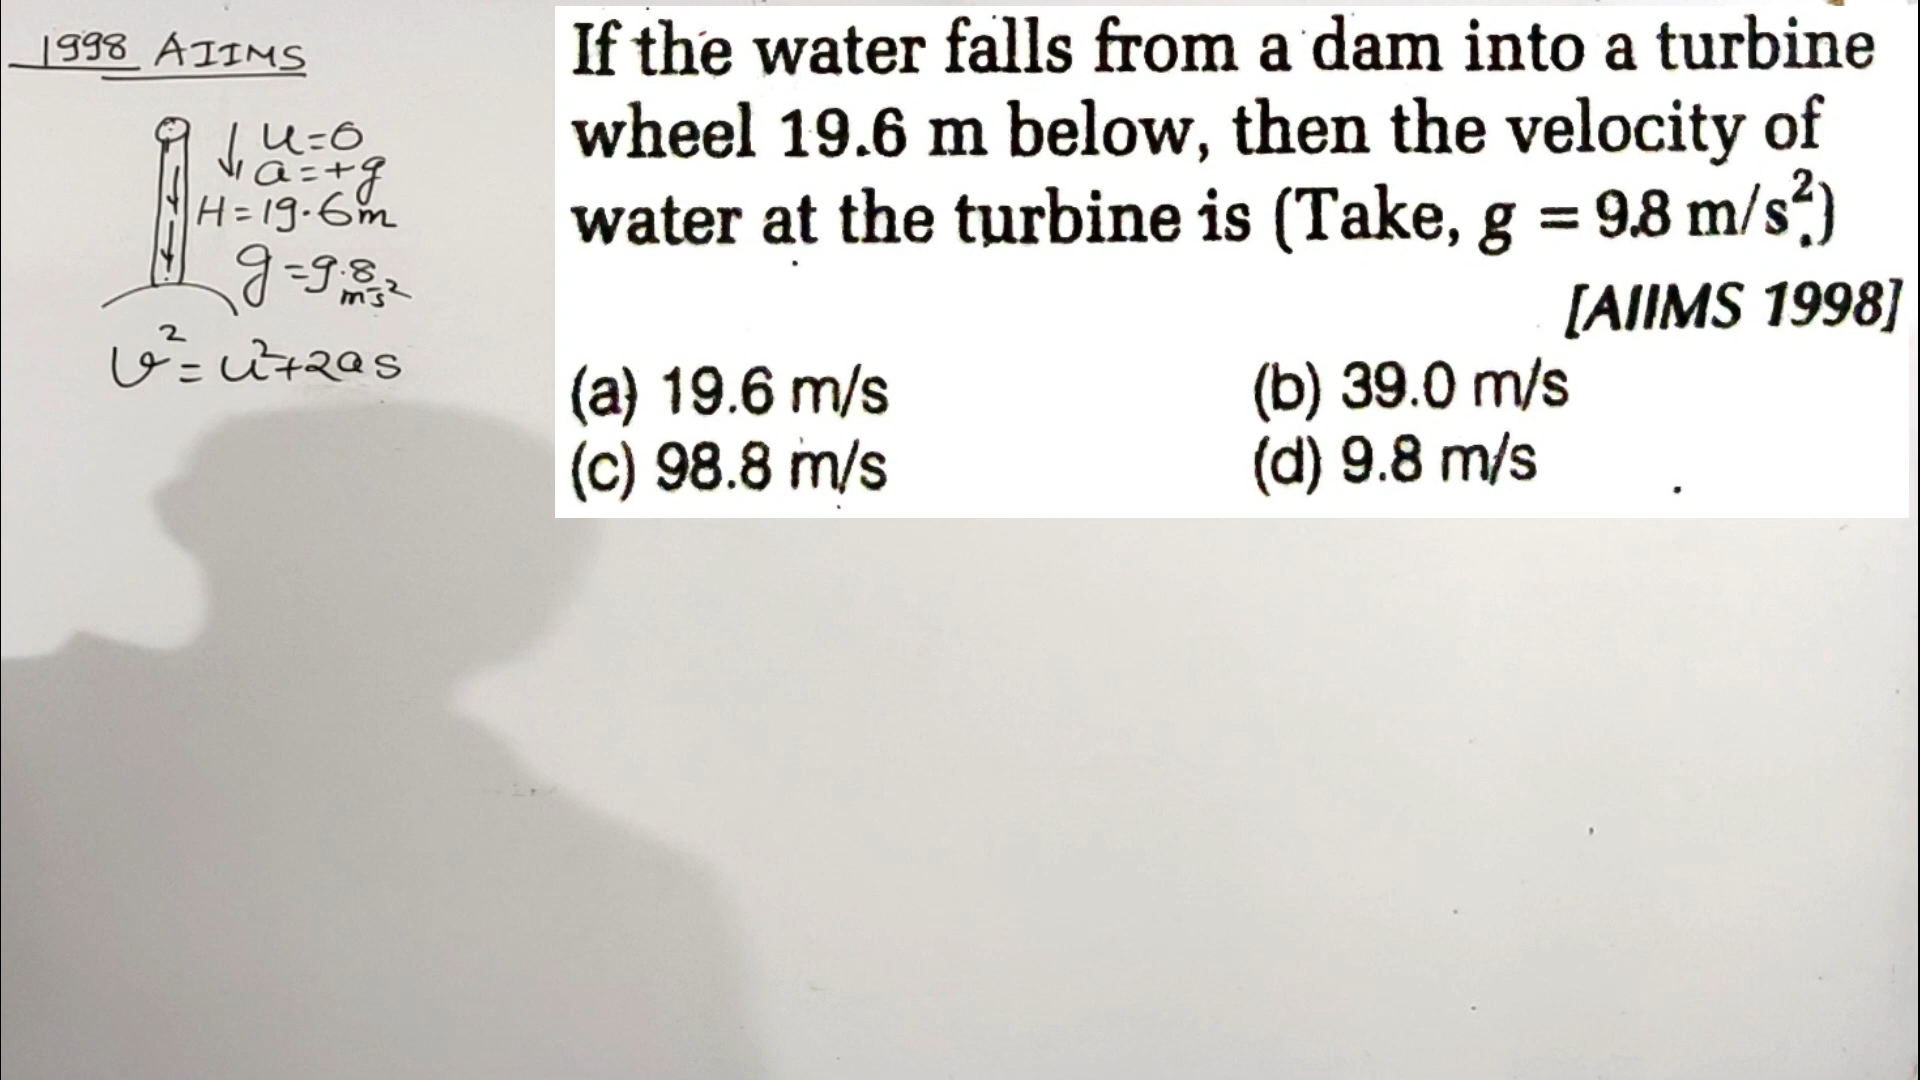 1998 AIIMS
u=0
a=+g
H=19.6m
g=9.8 ms⁻²
v²=u²+2as
If the water falls from a dam into a turbine
wheel 19.6 m below, then the velocity of
water at the turbine is (Take, g = 9.8 m/s².)
[AIIMS 1998]
(a) 19.6 m/s (b) 39.0 m/s
(c) 98.8 m/s (d) 9.8 m/s